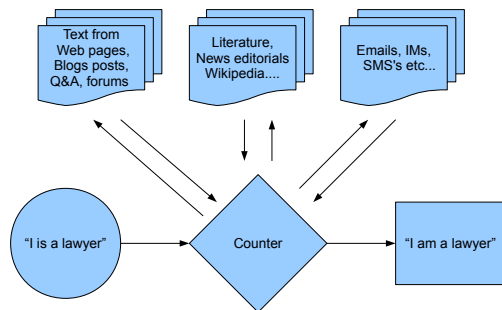 Text from
Web pages,
Blogs posts,
Q&A, forums
Literature,
News editorials
Wikipedia....
Emails, IMs,
SMS's etc...
“I is a lawyer”
Counter
“I am a lawyer”